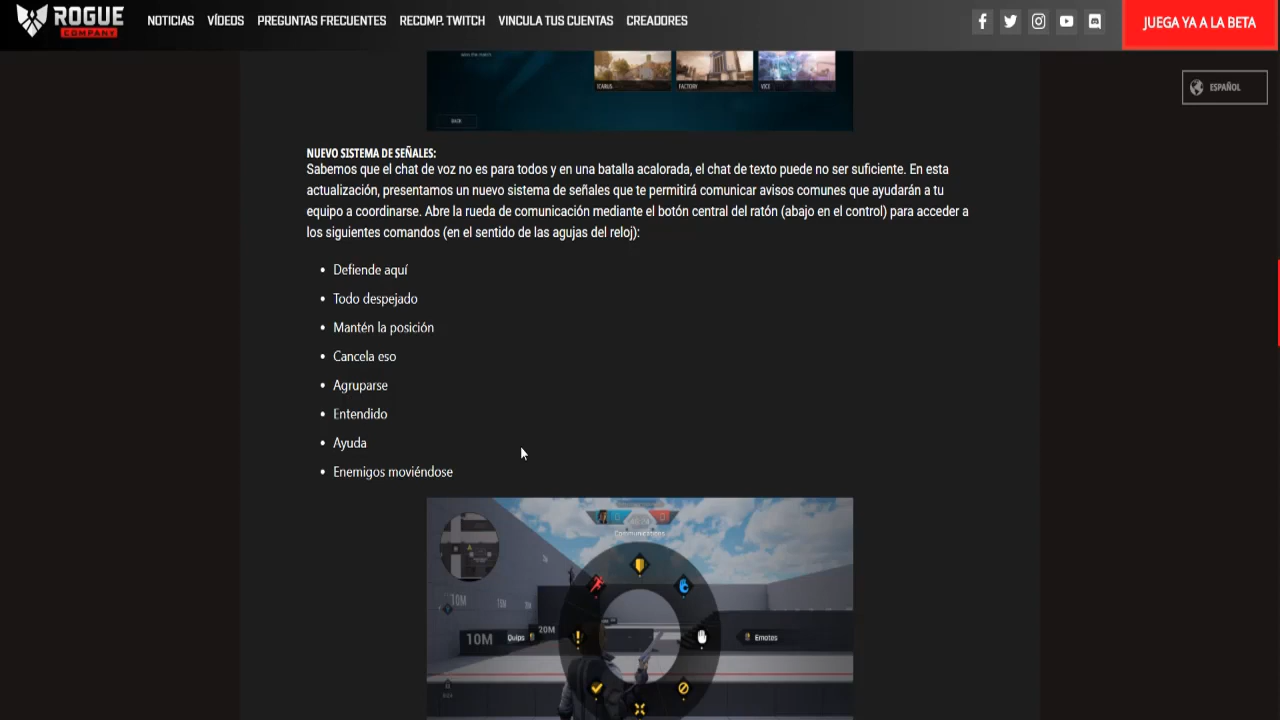 ROGUE
COMPANY
NOTICIAS
VÍDEOS
PREGUNTAS FRECUENTES
RECOMP. TWITCH
VINCULA TUS CUENTAS
CREADORES
JUEGA YA A LA BETA
ESPAÑOL
ICARUS
FACTORY
VICE
BACK
NUEVO SISTEMA DE SEÑALES:
Sabemos que el chat de voz no es para todos y en una batalla acalorada, el chat de texto puede no ser suficiente. En esta
actualización, presentamos un nuevo sistema de señales que te permitirá comunicar avisos comunes que ayudarán a tu
equipo a coordinarse. Abre la rueda de comunicación mediante el botón central del ratón (abajo en el control) para acceder a
los siguientes comandos (en el sentido de las agujas del reloj):
• Defiende aquí
• Todo despejado
• Mantén la posición
• Cancela eso
• Agruparse
• Entendido
• Ayuda
• Enemigos moviéndose
Communications
10M
10M
10M
10M
Quips
20M
Emotes